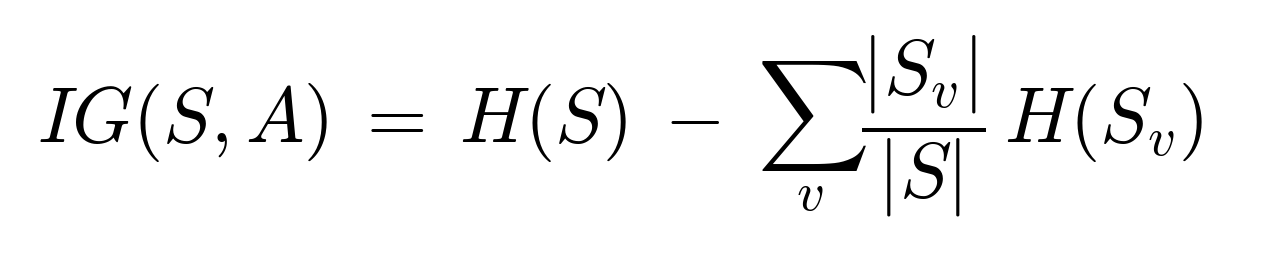 IG(S, A) = H(S) − ∑_v |S_v|/|S| H(S_v)